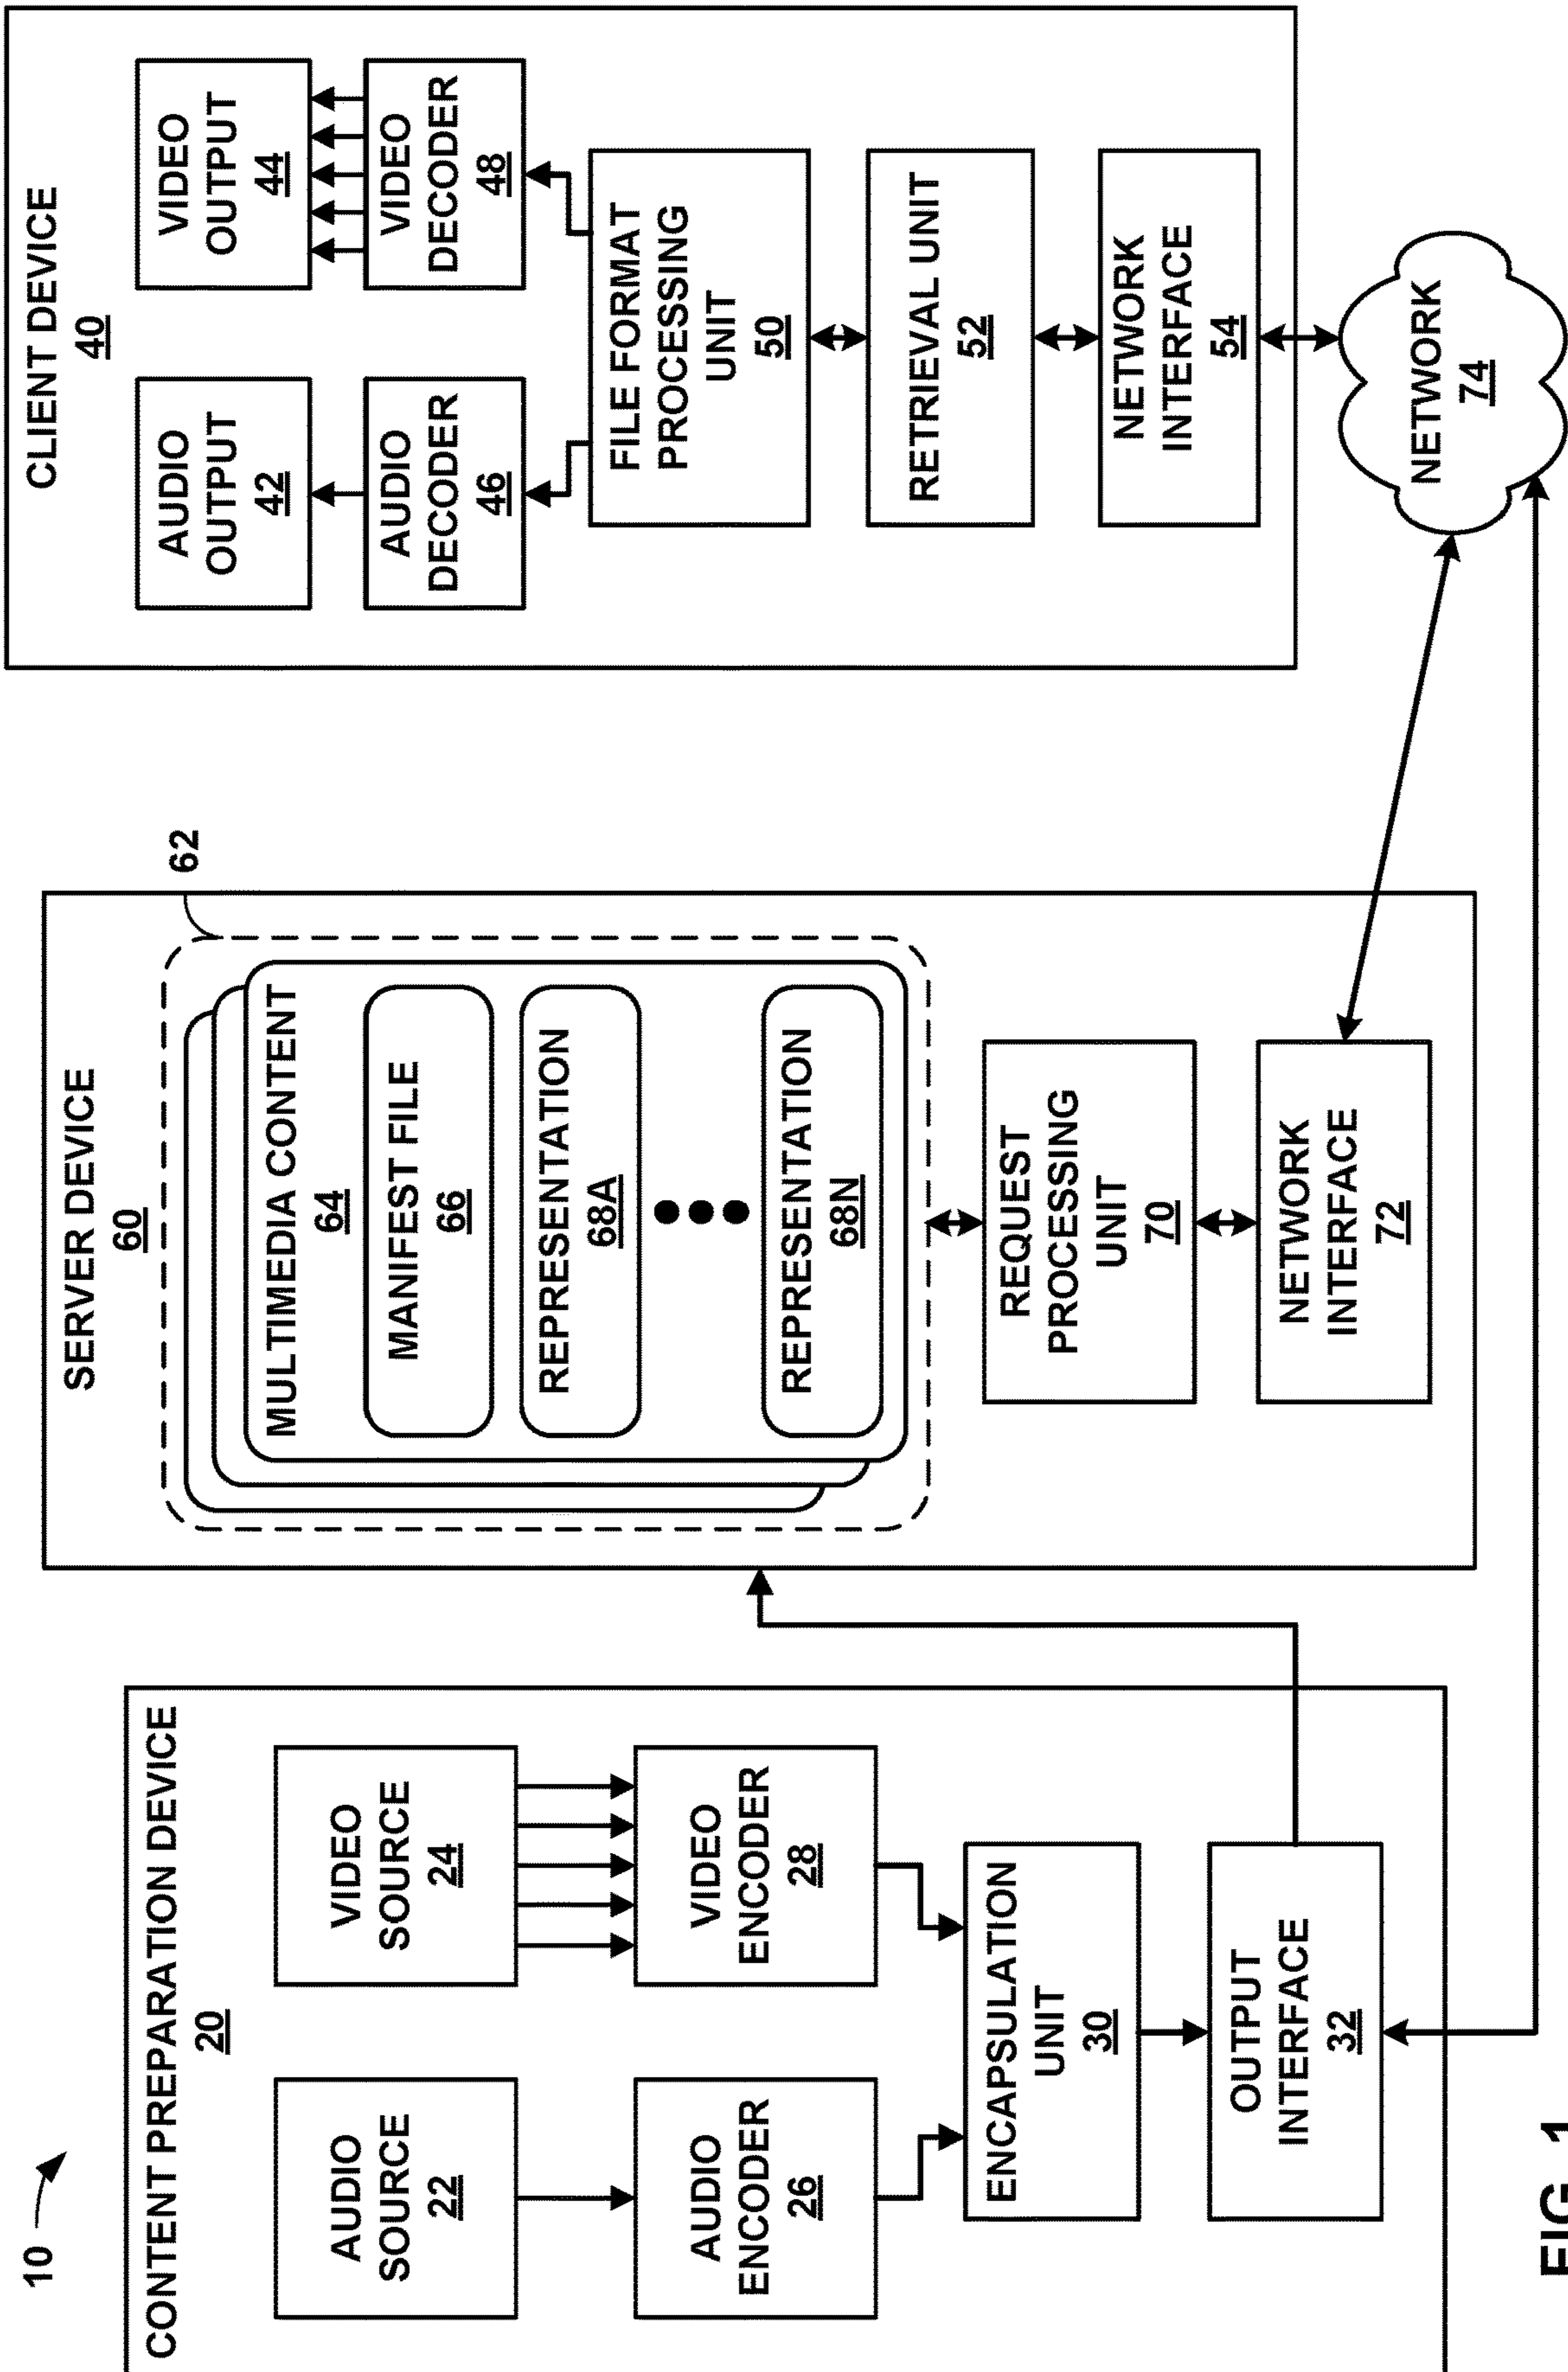 10
CONTENT PREPARATION DEVICE
20
AUDIO
SOURCE
22
VIDEO
SOURCE
24
AUDIO
ENCODER
26
VIDEO
ENCODER
28
ENCAPSULATION
UNIT
30
OUTPUT
INTERFACE
32
SERVER DEVICE
60
62
MULTIMEDIA CONTENT
64
MANIFEST FILE
66
REPRESENTATION
68A
REPRESENTATION
68N
REQUEST
PROCESSING
UNIT
70
NETWORK
INTERFACE
72
CLIENT DEVICE
40
AUDIO
OUTPUT
42
VIDEO
OUTPUT
44
AUDIO
DECODER
46
VIDEO
DECODER
48
FILE FORMAT
PROCESSING
UNIT
50
RETRIEVAL UNIT
52
NETWORK
INTERFACE
54
NETWORK
74
FIG. 1